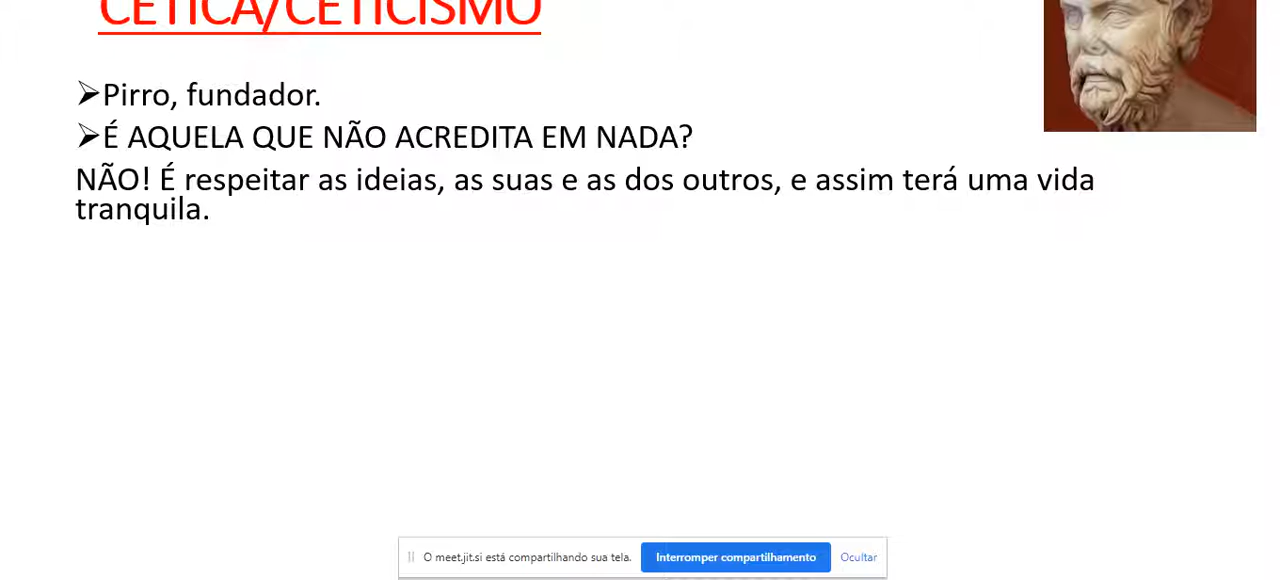 CÉTICA/CETICISMO
➢Pirro, fundador.
➢É AQUELA QUE NÃO ACREDITA EM NADA?
NÃO! É respeitar as ideias, as suas e as dos outros, e assim terá uma vida
tranquila.
O meet.jit.si está compartilhando sua tela. Interromper compartilhamento Ocultar